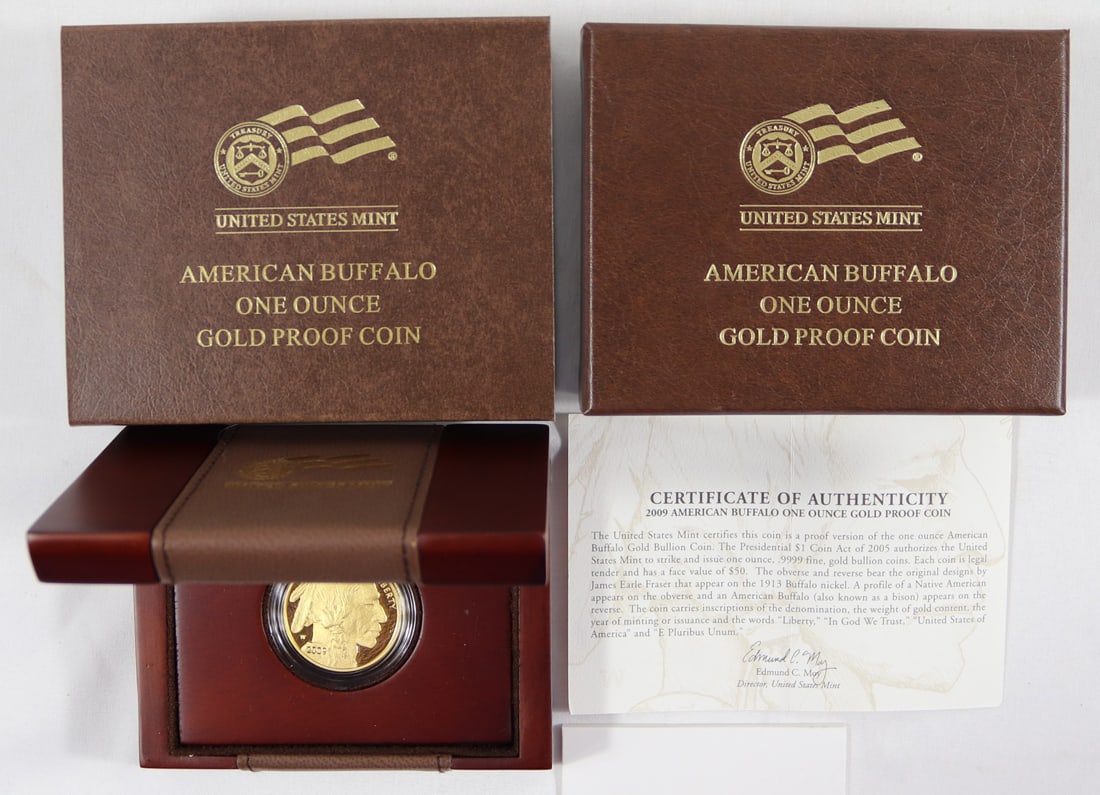 TREASURY
UNITED STATES MINT
®
UNITED STATES MINT
AMERICAN BUFFALO
ONE OUNCE
GOLD PROOF COIN
TREASURY
UNITED STATES MINT
®
UNITED STATES MINT
AMERICAN BUFFALO
ONE OUNCE
GOLD PROOF COIN
LIBERTY
2009
CERTIFICATE OF AUTHENTICITY
2009 AMERICAN BUFFALO ONE OUNCE GOLD PROOF COIN
The United States Mint certifies this coin is a proof version of the one ounce American
Buffalo Gold Bullion Coin. The Presidential $1 Coin Act of 2005 authorizes the United
States Mint to strike and issue one ounce, .9999 fine, gold bullion coins. Each coin is legal
tender and has a face value of $50. The obverse and reverse bear the original designs by
James Earle Fraser that appear on the 1913 Buffalo nickel. A profile of a Native American
appears on the obverse and an American Buffalo (also known as a bison) appears on the
reverse. The coin carries inscriptions of the denomination, the weight of gold content, the
year of minting or issuance and the words "Liberty," "In God We Trust," "United States of
America" and "E Pluribus Unum."
Edmund C. Moy
Edmund C. Moy
Director, United States Mint